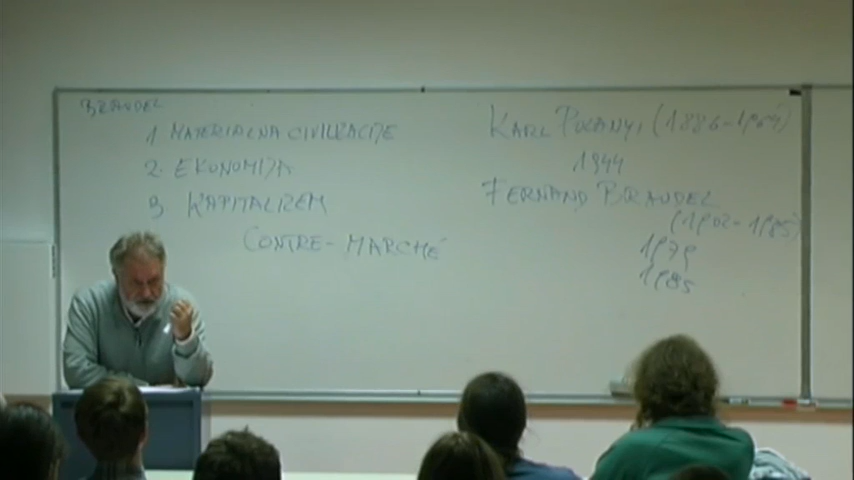 BRAUDEL
1 MATERIALNA CIVILIZACIJE
2. EKONOMIJA
3 KAPITALIZEM
CONTRE-MARCHÉ
KARL POLANYI (1886-1964)
1944
FERNAND BRAUDEL
(1902-1985)
1979
1985